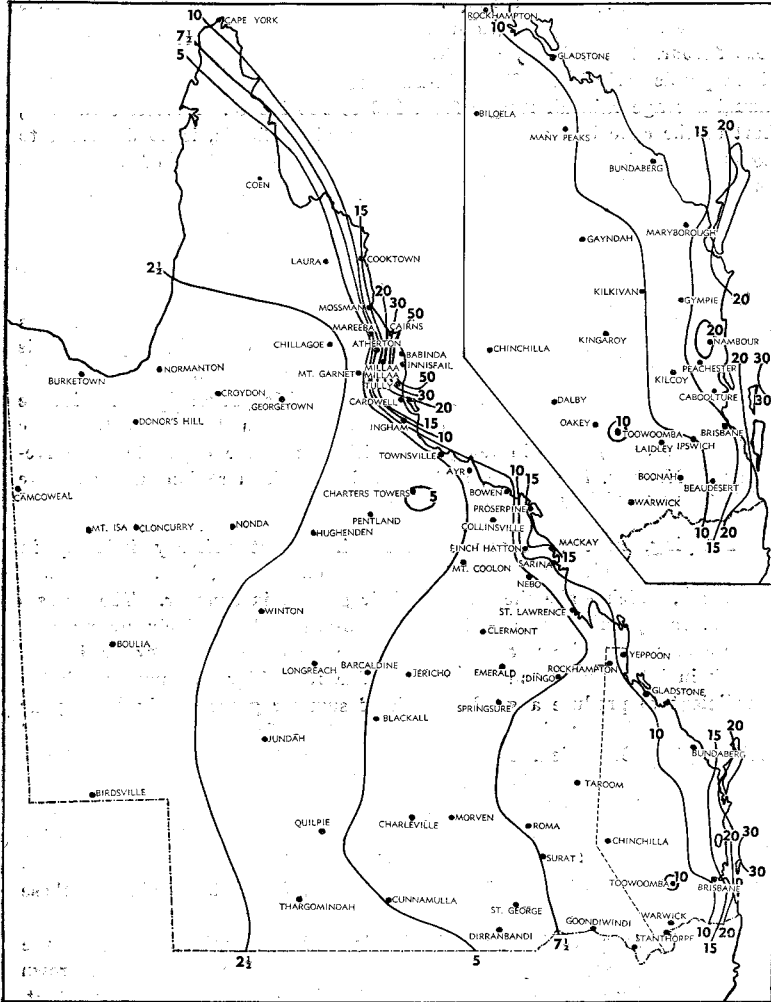 10
CAPE YORK
7½
5
COEN
15
LAURA
COOKTOWN
2½
20
MOSSMAN
30
50
MAREEBA
CAIRNS
CHILLAGOE
ATHERTON
BABINDA
MILLAA
INNISFAIL
MT. GARNET
MILLAA
BURKETOWN
NORMANTON
TULLY
50
CROYDON
30
GEORGETOWN
CARDWELL
20
DONOR'S HILL
15
INGHAM
10
TOWNSVILLE
AYR
10
15
CAMOOWEAL
CHARTERS TOWERS
5
BOWEN
PENTLAND
PROSERPINE
MT. ISA
CLONCURRY
NONDA
HUGHENDEN
COLLINSVILLE
FINCH HATTON
MACKAY
15
MT. COOLON
SARINA
NEBO
WINTON
ST. LAWRENCE
CLERMONT
BOULIA
YEPPOON
LONGREACH
BARCALDINE
JERICHO
EMERALD
DINGO
ROCKHAMPTON
SPRINGSURE
GLADSTONE
BLACKALL
10
JUNDAH
15
20
BUNDABERG
BIRDSVILLE
TAROOM
QUILPIE
CHARLEVILLE
MORVEN
ROMA
CHINCHILLA
20
SURAT
30
10
TOOWOOMBA
BRISBANE
THARGOMINDAH
CUNNAMULLA
ST. GEORGE
GOONDIWINDI
WARWICK
DIRRANBANDI
STANTHORPE
10
20
15
2½
5
7½
ROCKHAMPTON
10
GLADSTONE
BILOELA
MANY PEAKS
15
20
BUNDABERG
MARYBOROUGH
GAYNDAH
KILKIVAN
GYMPIE
20
KINGAROY
20
NAMBOUR
CHINCHILLA
PEACHESTER
20
30
KILCOY
DALBY
CABOOLTURE
OAKEY
10
TOOWOOMBA
BRISBANE
LAIDLEY
IPSWICH
30
BOONAH
BEAUDESERT
WARWICK
10
20
15